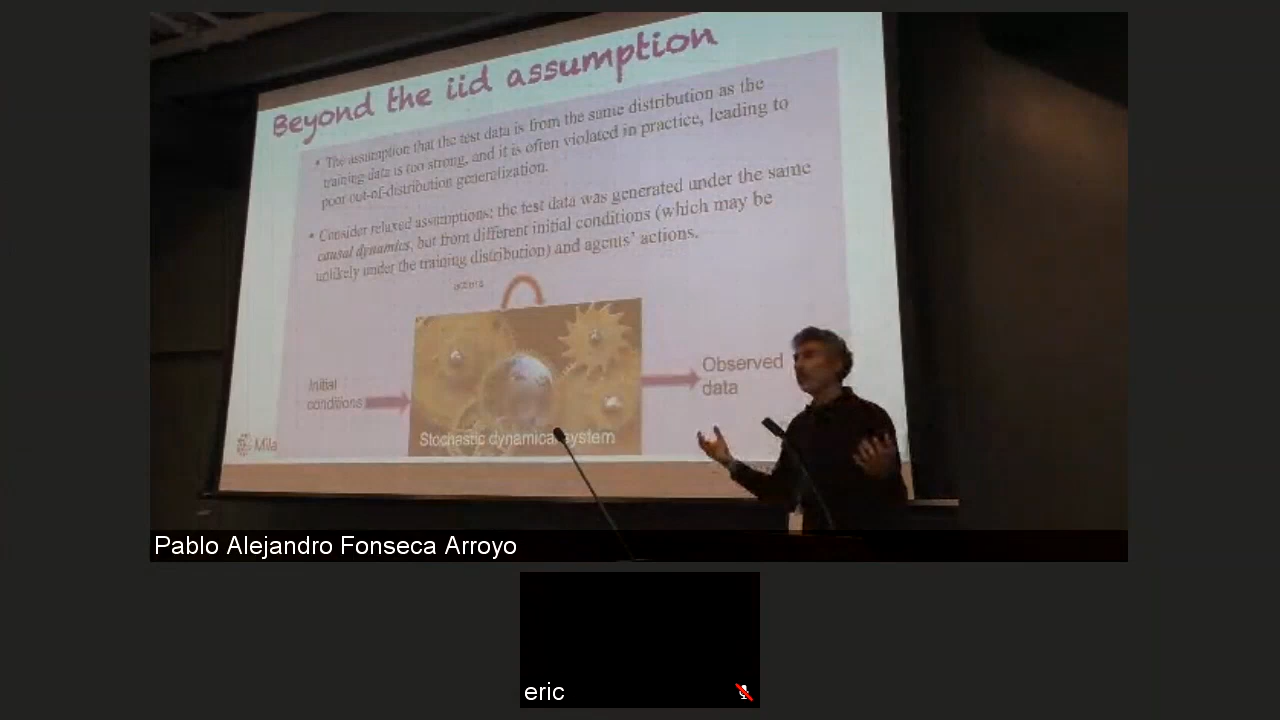 Beyond the iid assumption
• The assumption that the test data is from the same distribution as the
training data is too strong, and it is often violated in practice, leading to
poor out-of-distribution generalization.
• Consider relaxed assumptions: the test data was generated under the same
causal dynamics, but from different initial conditions (which may be
unlikely under the training distribution) and agents' actions.
actions
Initial
conditions
Observed
data
Stochastic dynamical system
Mila
Pablo Alejandro Fonseca Arroyo
eric